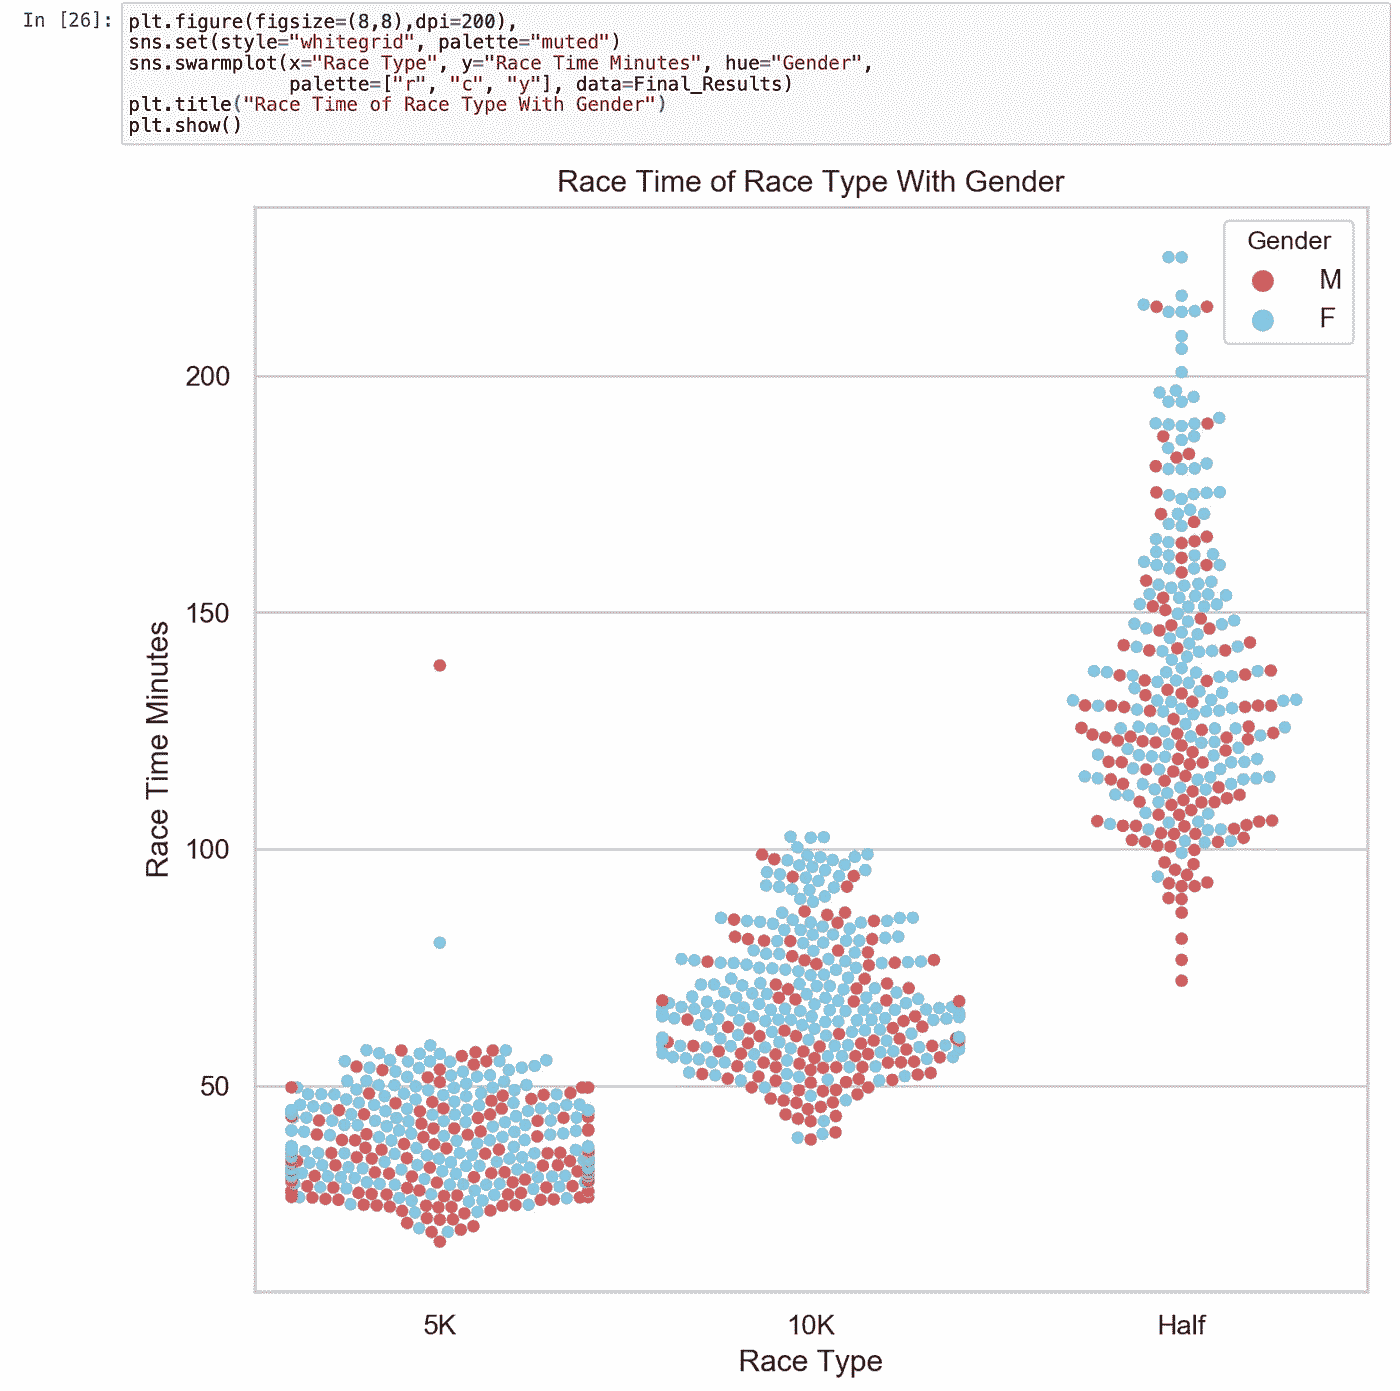 In [26]:
plt.figure(figsize=(8,8),dpi=200),
sns.set(style="whitegrid", palette="muted")
sns.swarmplot(x="Race Type", y="Race Time Minutes", hue="Gender",
palette=["r", "c", "y"], data=Final_Results)
plt.title("Race Time of Race Type With Gender")
plt.show()
Race Time of Race Type With Gender
Gender
M
F
200
150
100
50
Race Time Minutes
5K
10K
Half
Race Type